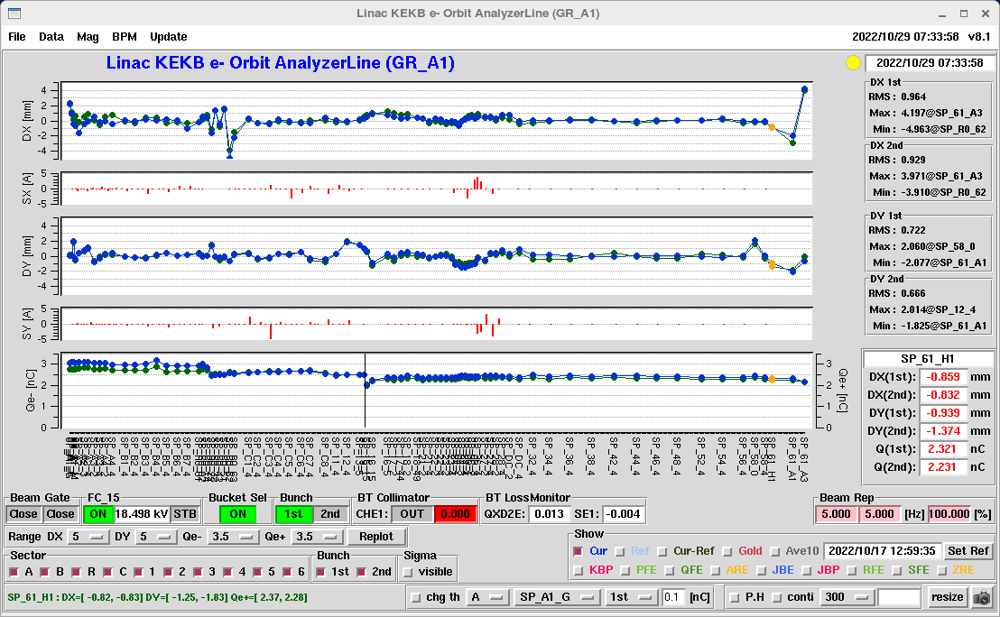 Linac KEKB e- Orbit AnalyzerLine (GR_A1)
File Data Mag BPM Update 2022/10/29 07:33:58 v8.1
Linac KEKB e- Orbit AnalyzerLine (GR_A1) 2022/10/29 07:33:58
DX [mm] 4 2 0 -2 -4
SX [A] 5 0 -5
DY [mm] 4 2 0 -2 -4
SY [A] 5 0 -5
Qe- [nC] 3 2 1 0
3 2 1 0 Qe+ [nC]
DX 1st
RMS : 0.964
Max : 4.197@SP_61_A3
Min : -4.963@SP_R0_62
DX 2nd
RMS : 0.929
Max : 3.971@SP_61_A3
Min : -3.910@SP_R0_62
DY 1st
RMS : 0.722
Max : 2.060@SP_58_0
Min : -2.077@SP_61_A1
DY 2nd
RMS : 0.666
Max : 2.014@SP_12_4
Min : -1.825@SP_61_A1
SP_61_H1
DX(1st): -0.859 mm
DX(2nd): -0.832 mm
DY(1st): -0.939 mm
DY(2nd): -1.374 mm
Q(1st): 2.321 nC
Q(2nd): 2.231 nC
SP_A4_4 SP_B1_4 SP_B2_4 SP_B3_4 SP_B4_4 SP_B5_4 SP_B6_4 SP_B7_4 SP_C1_4 SP_C2_4 SP_C3_4 SP_C4_4 SP_C5_4 SP_C6_4 SP_C7_4 SP_C8_4 SP_11_4 SP_12_4 SP_16_5 SP_17_44 SP_DC_2 SP_DC_4 SP_32_4 SP_34_4 SP_36_4 SP_38_4 SP_42_4 SP_44_4 SP_46_4 SP_48_4 SP_52_4 SP_54_4 SP_56_4 SP_58_0 SP_58_4 SP_61_H1 SP_61_A1 SP_61_A3
Beam Gate FC_15 Bucket Sel Bunch BT Collimator BT LossMonitor Beam Rep
Close Close ON 18.498 kV STB ON 1st 2nd CHE1: OUT 0.000 QXD2E: 0.013 SE1: -0.004 5.000 5.000 [Hz] 100.000 [%]
Range DX 5 DY 5 Qe- 3.5 Qe+ 3.5 Replot
Show
Cur Ref Cur-Ref Gold Ave10 2022/10/17 12:59:35 Set Ref
KBP PFE QFE ARE JBE JBP RFE SFE ZRE
Sector Bunch Sigma
A B R C 1 2 3 4 5 6 1st 2nd visible
SP_61_H1 : DX=[ -0.82, -0.83] DY=[ -1.25, -1.83] Qe+=[ 2.37, 2.28]
chg th A SP_A1_G 1st 0.1 [nC] P.H conti 300 resize